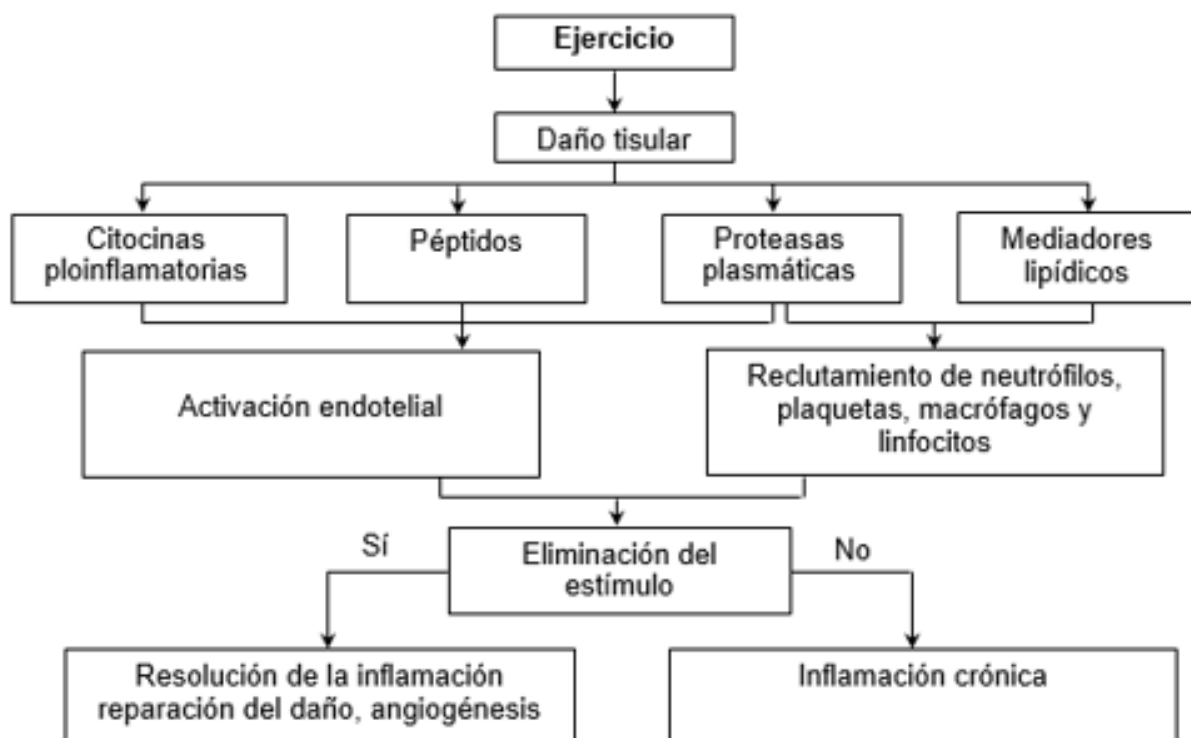 Ejercicio
Daño tisular
Citocinas
ploinflamatorias
Péptidos
Proteasas
plasmáticas
Mediadores
lipídicos
Activación endotelial
Reclutamiento de neutrófilos,
plaquetas, macrófagos y
linfocitos
Sí
Eliminación del
estímulo
No
Resolución de la inflamación
reparación del daño, angiogénesis
Inflamación crónica